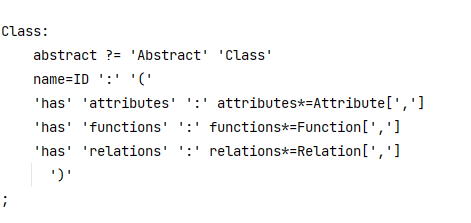 Class:
    abstract ?= 'Abstract' 'Class'
    name=ID ':' '('
    'has' 'attributes' ':' attributes*=Attribute[',']
    'has' 'functions' ':' functions*=Function[',']
    'has' 'relations' ':' relations*=Relation[',']
      ')'
;